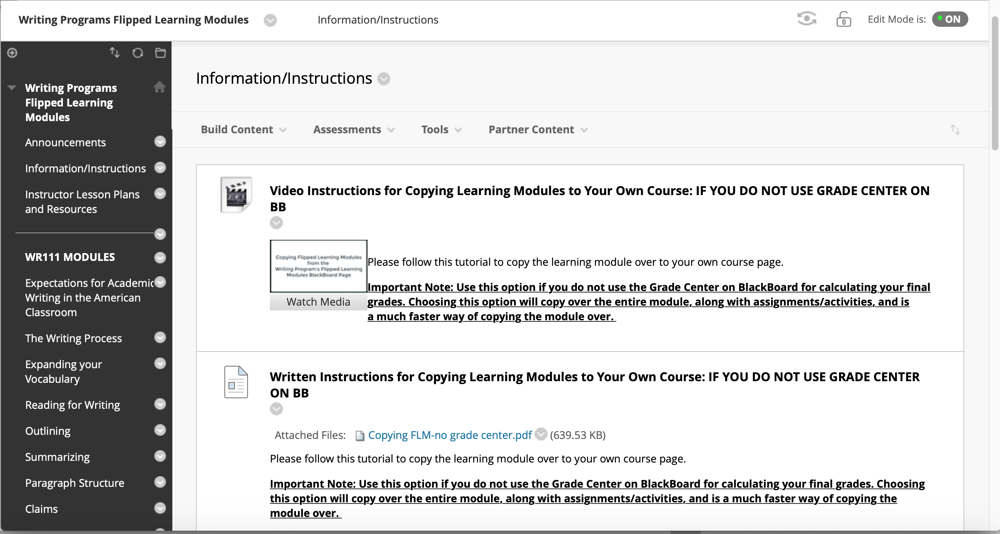 Writing Programs Flipped Learning Modules
Information/Instructions
Edit Mode is:
ON
Writing Programs
Flipped Learning
Modules
Announcements
Information/Instructions
Instructor Lesson Plans
and Resources
WR111 MODULES
Expectations for Academic
Writing in the American
Classroom
The Writing Process
Expanding your
Vocabulary
Reading for Writing
Outlining
Summarizing
Paragraph Structure
Claims
Information/Instructions
Build Content
Assessments
Tools
Partner Content
245
Video Instructions for Copying Learning Modules to Your Own Course: IF YOU DO NOT USE GRADE CENTER ON
BB
Copying Flipped Learning Modules
from the
Writing Program's Flipped Learning
Modules BlackBoard Page
Watch Media
Please follow this tutorial to copy the learning module over to your own course page.
Important Note: Use this option if you do not use the Grade Center on BlackBoard for calculating your final
grades. Choosing this option will copy over the entire module, along with assignments/activities, and is
a much faster way of copying the module over.
Written Instructions for Copying Learning Modules to Your Own Course: IF YOU DO NOT USE GRADE CENTER
ON BB
Attached Files: Copying FLM-no grade center.pdf (639.53 KB)
Please follow this tutorial to copy the learning module over to your own course page.
Important Note: Use this option if you do not use the Grade Center on BlackBoard for calculating your final grades. Choosing
this option will copy over the entire module, along with assignments/activities, and is a much faster way of copying the
module over.